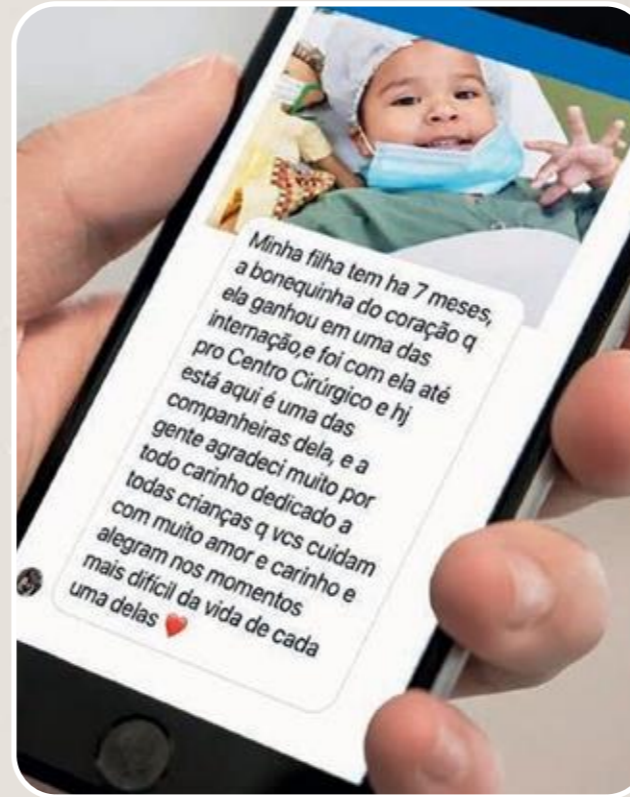 Minha filha tem ha 7 meses,
a bonequinha do coração q
ela ganhou em uma das
internação,e foi com ela até
pro Centro Cirúrgico e hj
está aqui é uma das
companheiras dela, e a
gente agradeci muito por
todo carinho dedicado a
todas crianças q vcs cuidam
com muito amor e carinho e
alegram nos momentos
mais difícil da vida de cada
uma delas ❤️